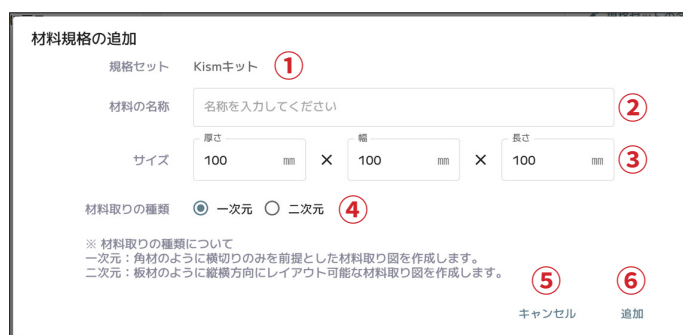 材料規格の追加
規格セット Kismキット ①
材料の名称 名称を入力してください ②
厚さ 幅 長さ
サイズ 100 mm × 100 mm × 100 mm ③
材料取りの種類 一次元 二次元 ④
※ 材料取りの種類について
一次元：角材のように横切りのみを前提とした材料取り図を作成します。
二次元：板材のように縦横方向にレイアウト可能な材料取り図を作成します。
⑤ ⑥
キャンセル 追加